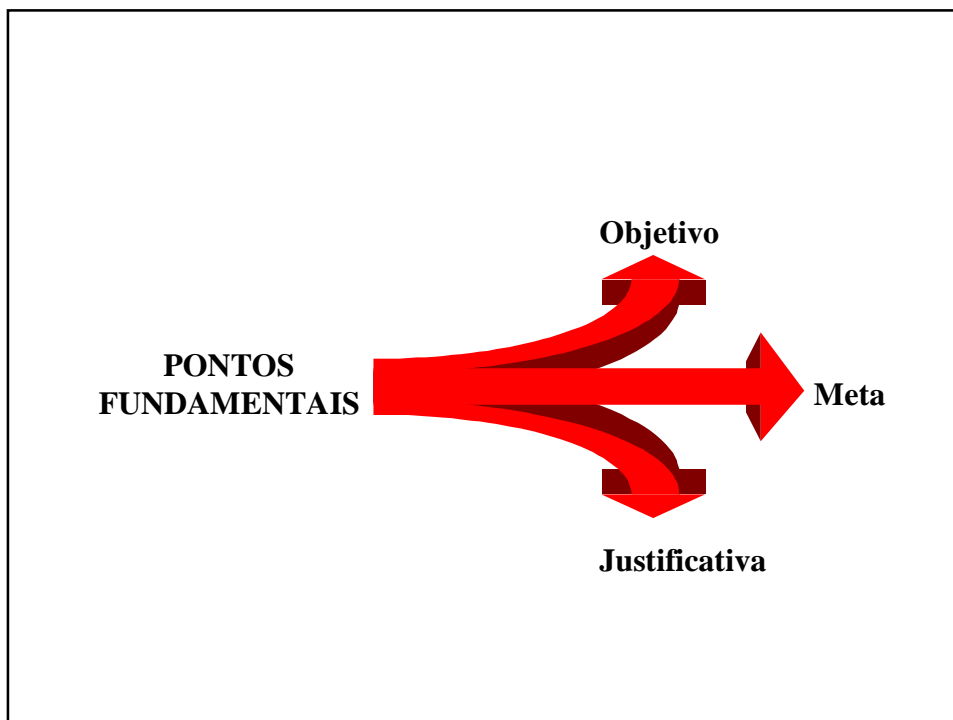 Objetivo
PONTOS
FUNDAMENTAIS
Meta
Justificativa